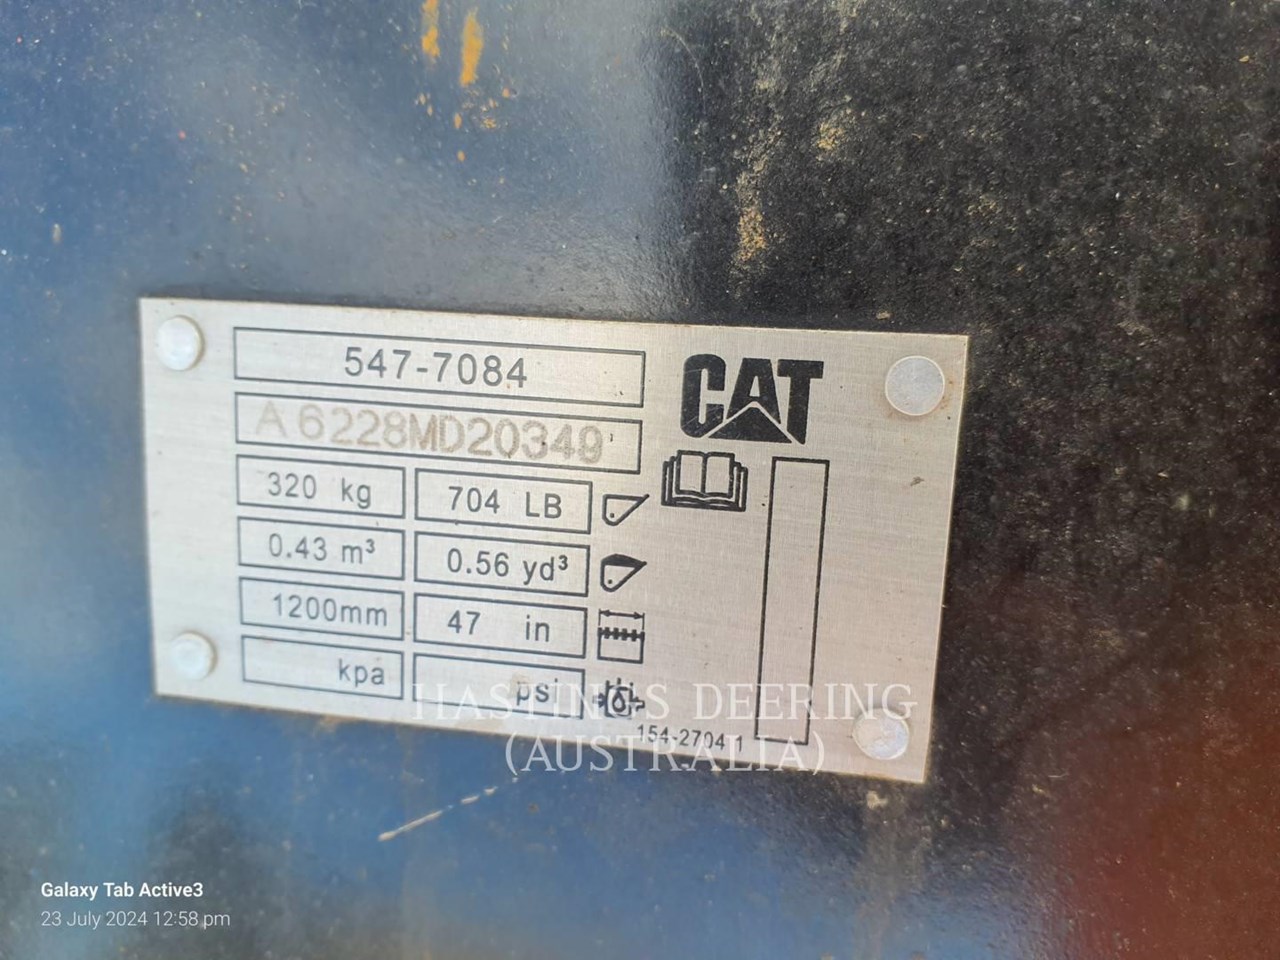 547-7084
CAT
A6228MD20349
320 kg 704 LB
0.43 m³ 0.56 yd³
1200mm 47 in
kpa psi
154-2704 1
HASTINGS DEERING
(AUSTRALIA)
Galaxy Tab Active3
23 July 2024 12:58 pm